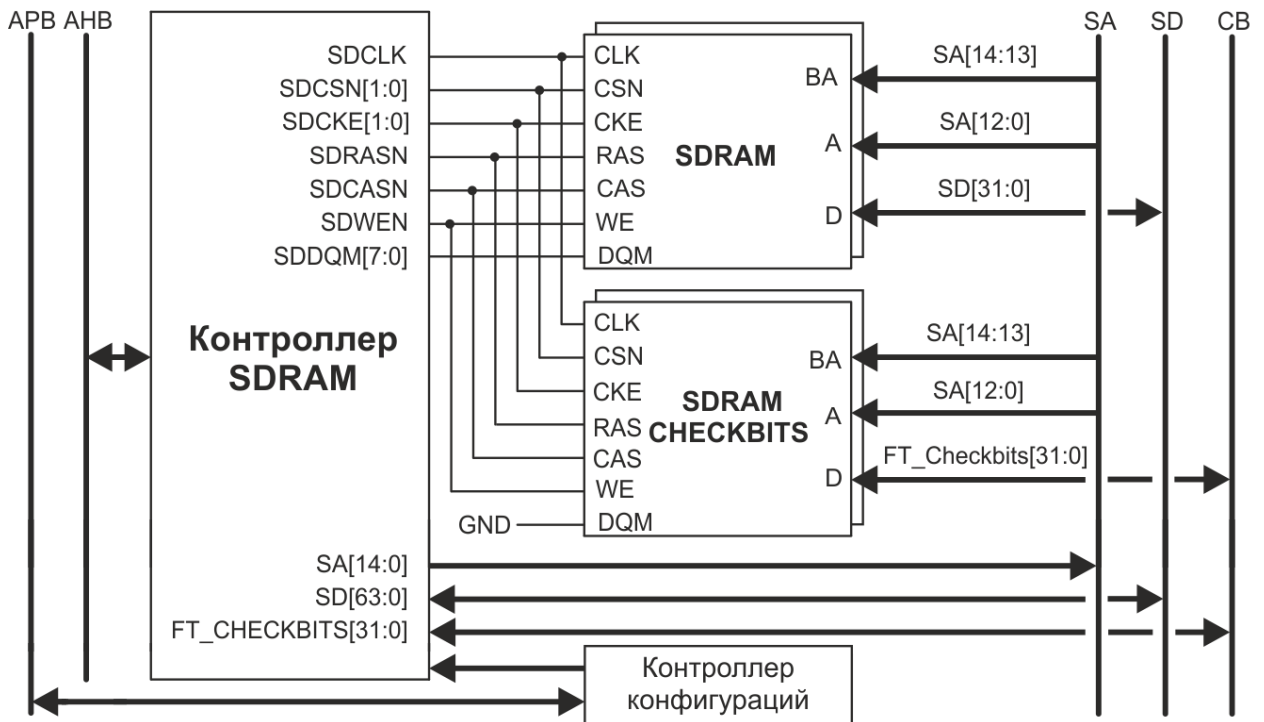 APB AHB SA SD CB
SDCLK CLK SA[14:13]
SDCSN[1:0] CSN BA
SDCKE[1:0] CKE SA[12:0]
SDRASN RAS SDRAM A
SDCASN CAS SD[31:0]
SDWEN WE D
SDDQM[7:0] DQM
Контроллер
SDRAM
CLK SA[14:13]
CSN BA
CKE SDRAM SA[12:0]
RAS CHECKBITS A
CAS FT_Checkbits[31:0]
WE D
GND DQM
SA[14:0]
SD[63:0]
FT_CHECKBITS[31:0]
Контроллер
конфигураций